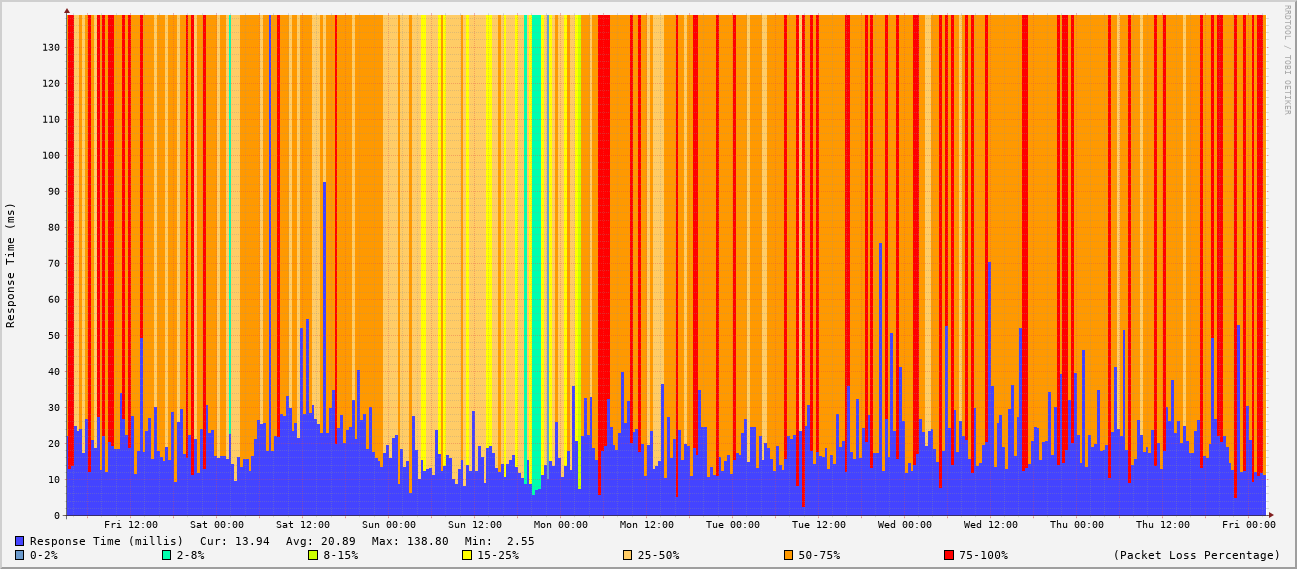 RRDTOOL / TOBI OETIKER
Response Time (ms)
130
120
110
100
90
80
70
60
50
40
30
20
10
0
Fri 12:00 Sat 00:00 Sat 12:00 Sun 00:00 Sun 12:00 Mon 00:00 Mon 12:00 Tue 00:00 Tue 12:00 Wed 00:00 Wed 12:00 Thu 00:00 Thu 12:00 Fri 00:00
Response Time (millis) Cur: 13.94 Avg: 20.89 Max: 138.80 Min: 2.55
0-2% 2-8% 8-15% 15-25% 25-50% 50-75% 75-100% (Packet Loss Percentage)